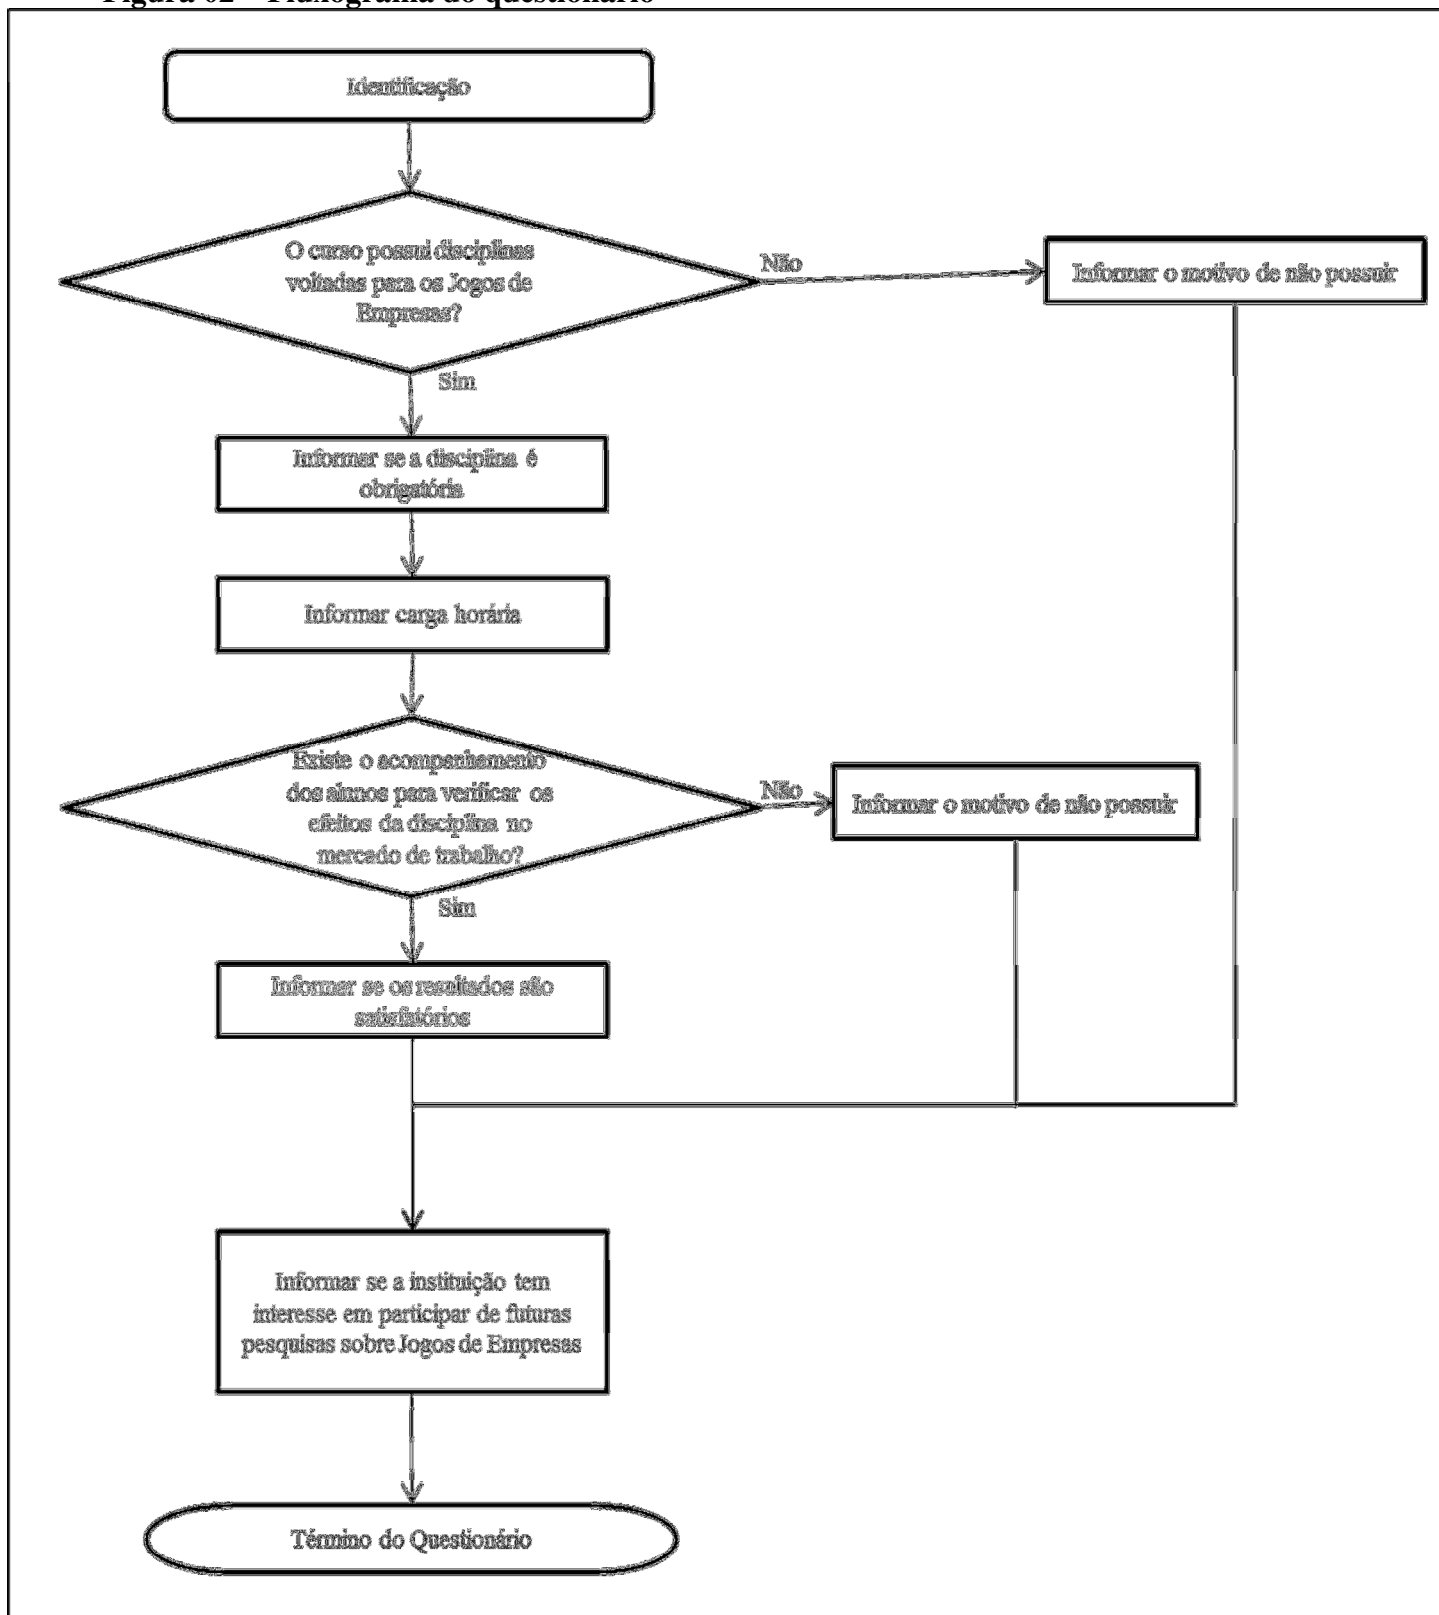 Figura 02 – Fluxograma do questionário
Identificação
O curso possui disciplinas
voltadas para os Jogos de
Empresas?
Não
Informar o motivo de não possuir
Sim
Informar se a disciplina é
obrigatória
Informar carga horária
Existe o acompanhamento
dos alunos para verificar os
efeitos da disciplina no
mercado de trabalho?
Não
Informar o motivo de não possuir
Sim
Informar se os resultados são
satisfatórios
Informar se a instituição tem
interesse em participar de futuras
pesquisas sobre Jogos de Empresas
Término do Questionário